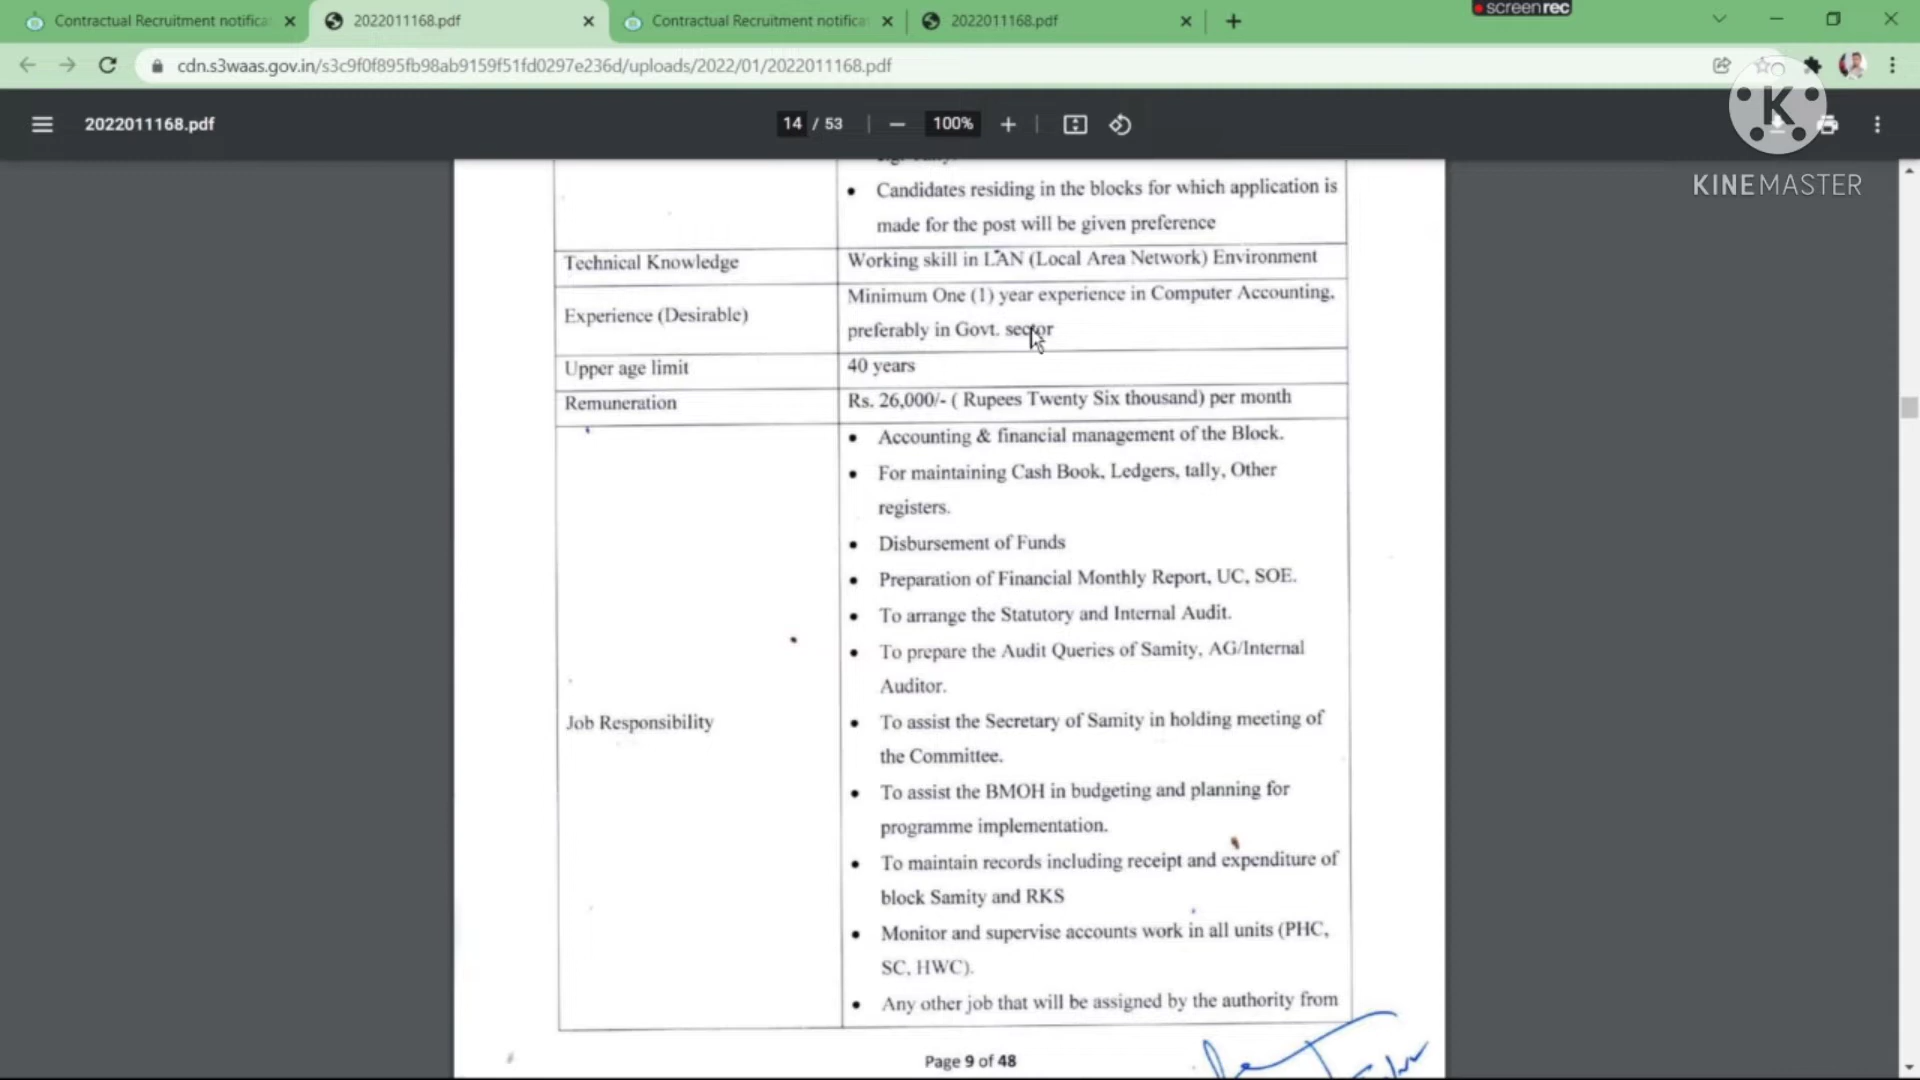 Contractual Recruitment notifica
2022011168.pdf
Contractual Recruitment notifica
2022011168.pdf
screenrec
cdn.s3waas.gov.in/s3c9f0f895fb98ab9159f51fd0297e236d/uploads/2022/01/2022011168.pdf
2022011168.pdf
14 / 53
100%
K
KINEMASTER
Candidates residing in the blocks for which application is
made for the post will be given preference
Technical Knowledge
Working skill in LAN (Local Area Network) Environment
Experience (Desirable)
Minimum One (1) year experience in Computer Accounting,
preferably in Govt. sector
Upper age limit
40 years
Remuneration
Rs. 26,000/- ( Rupees Twenty Six thousand) per month
Job Responsibility
• Accounting & financial management of the Block.
• For maintaining Cash Book, Ledgers, tally, Other
registers.
• Disbursement of Funds
• Preparation of Financial Monthly Report, UC, SOE.
• To arrange the Statutory and Internal Audit.
• To prepare the Audit Queries of Samity, AG/Internal
Auditor.
• To assist the Secretary of Samity in holding meeting of
the Committee.
• To assist the BMOH in budgeting and planning for
programme implementation.
• To maintain records including receipt and expenditure of
block Samity and RKS
• Monitor and supervise accounts work in all units (PHC,
SC, HWC).
• Any other job that will be assigned by the authority from
Page 9 of 48